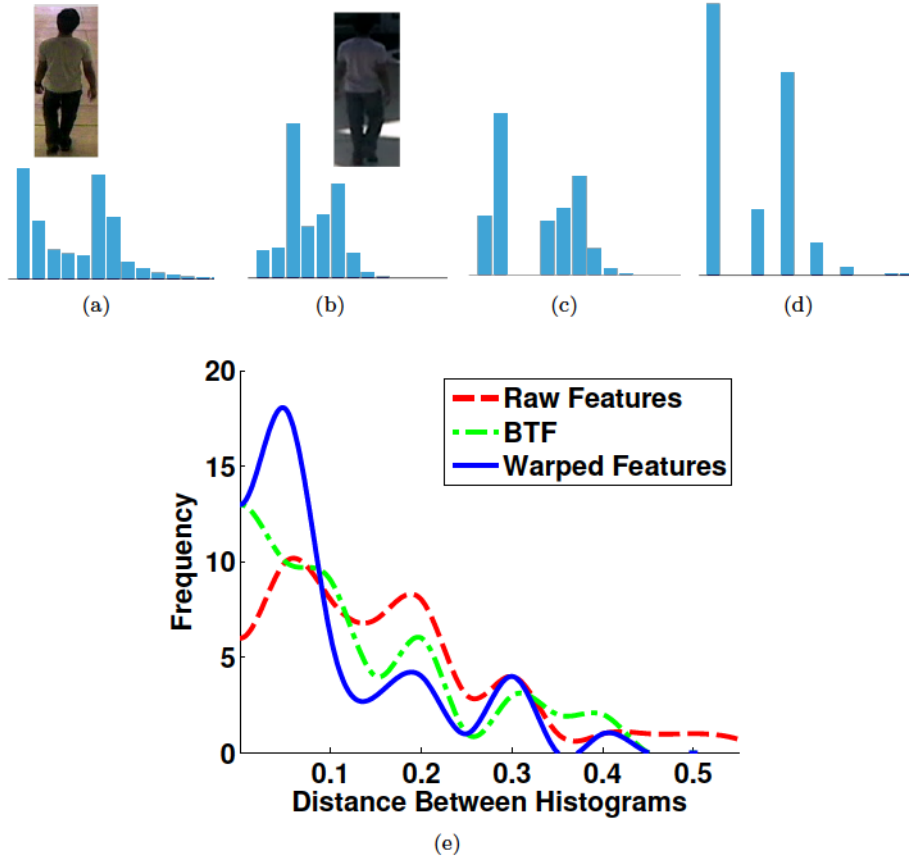 (a) (b) (c) (d)
20
15
10
5
0
Frequency
Raw Features
BTF
Warped Features
0.1 0.2 0.3 0.4 0.5
Distance Between Histograms
(e)